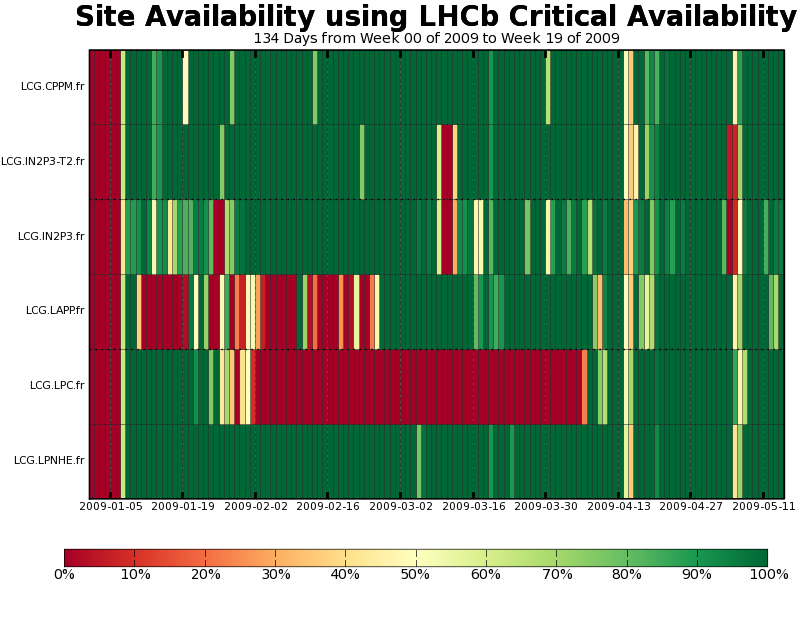 Site Availability using LHCb Critical Availability
134 Days from Week 00 of 2009 to Week 19 of 2009
LCG.CPPM.fr
LCG.IN2P3-T2.fr
LCG.IN2P3.fr
LCG.LAPP.fr
LCG.LPC.fr
LCG.LPNHE.fr
2009-01-05 2009-01-19 2009-02-02 2009-02-16 2009-03-02 2009-03-16 2009-03-30 2009-04-13 2009-04-27 2009-05-11
0% 10% 20% 30% 40% 50% 60% 70% 80% 90% 100%